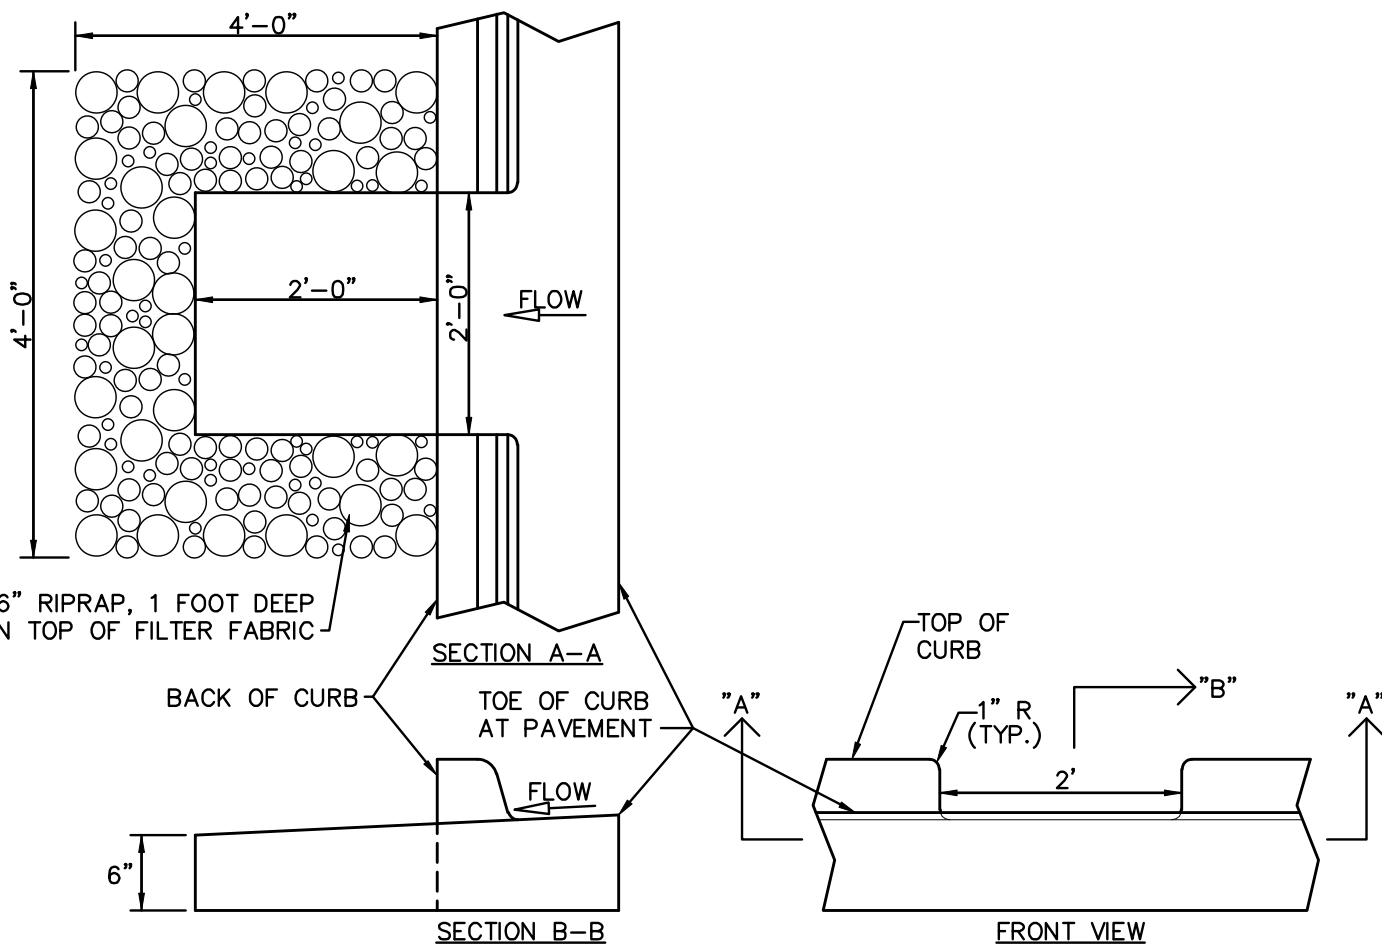 4'-0"
4'-0"
2'-0"
2'-0"
FLOW
6" RIPRAP, 1 FOOT DEEP
TOP OF FILTER FABRIC
SECTION A-A
BACK OF CURB
TOE OF CURB
AT PAVEMENT
FLOW
6"
SECTION B-B
TOP OF
CURB
"A"
1" R
(TYP.)
"B"
"A"
2'
FRONT VIEW